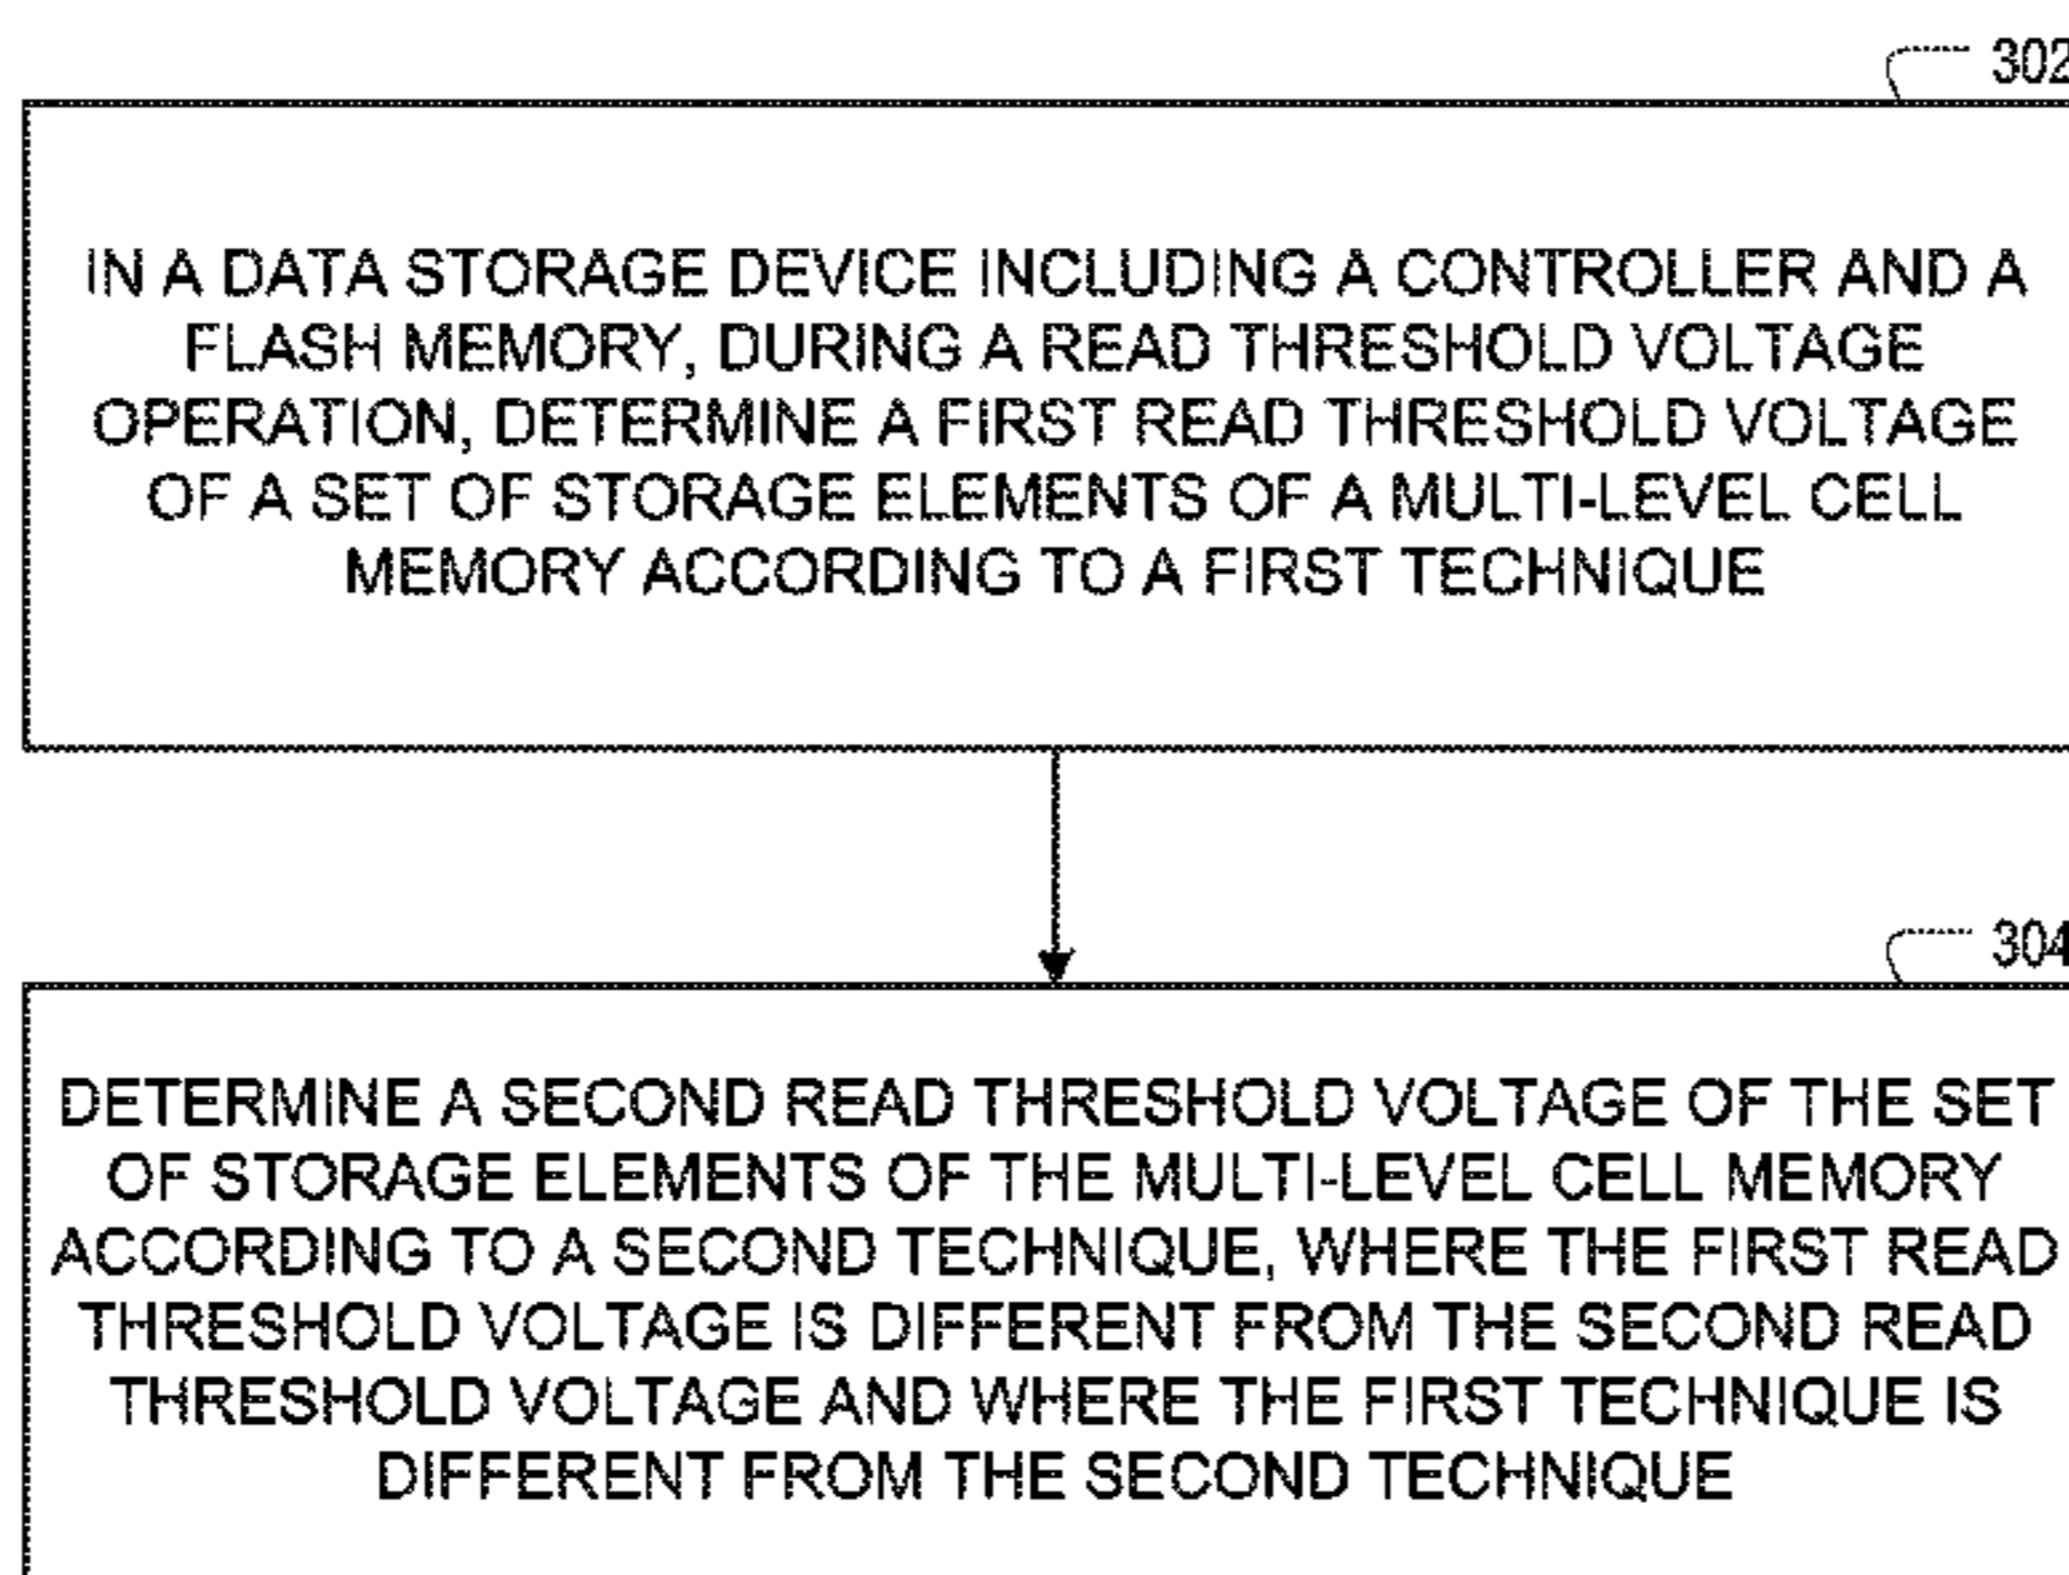 302
IN A DATA STORAGE DEVICE INCLUDING A CONTROLLER AND A
FLASH MEMORY, DURING A READ THRESHOLD VOLTAGE
OPERATION, DETERMINE A FIRST READ THRESHOLD VOLTAGE
OF A SET OF STORAGE ELEMENTS OF A MULTI-LEVEL CELL
MEMORY ACCORDING TO A FIRST TECHNIQUE
304
DETERMINE A SECOND READ THRESHOLD VOLTAGE OF THE SET
OF STORAGE ELEMENTS OF THE MULTI-LEVEL CELL MEMORY
ACCORDING TO A SECOND TECHNIQUE, WHERE THE FIRST READ
THRESHOLD VOLTAGE IS DIFFERENT FROM THE SECOND READ
THRESHOLD VOLTAGE AND WHERE THE FIRST TECHNIQUE IS
DIFFERENT FROM THE SECOND TECHNIQUE